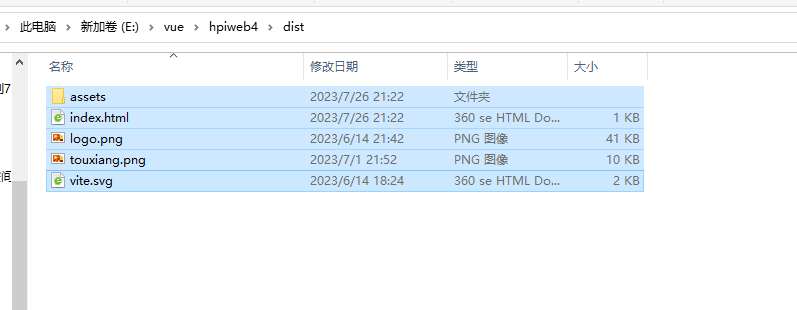 此电脑 > 新加卷 (E:) > vue > hpiweb4 > dist
名称 修改日期 类型 大小
assets 2023/7/26 21:22 文件夹
index.html 2023/7/26 21:22 360 se HTML Do... 1 KB
logo.png 2023/6/14 21:42 PNG 图像 41 KB
touxiang.png 2023/7/1 21:52 PNG 图像 10 KB
vite.svg 2023/6/14 18:24 360 se HTML Do... 2 KB